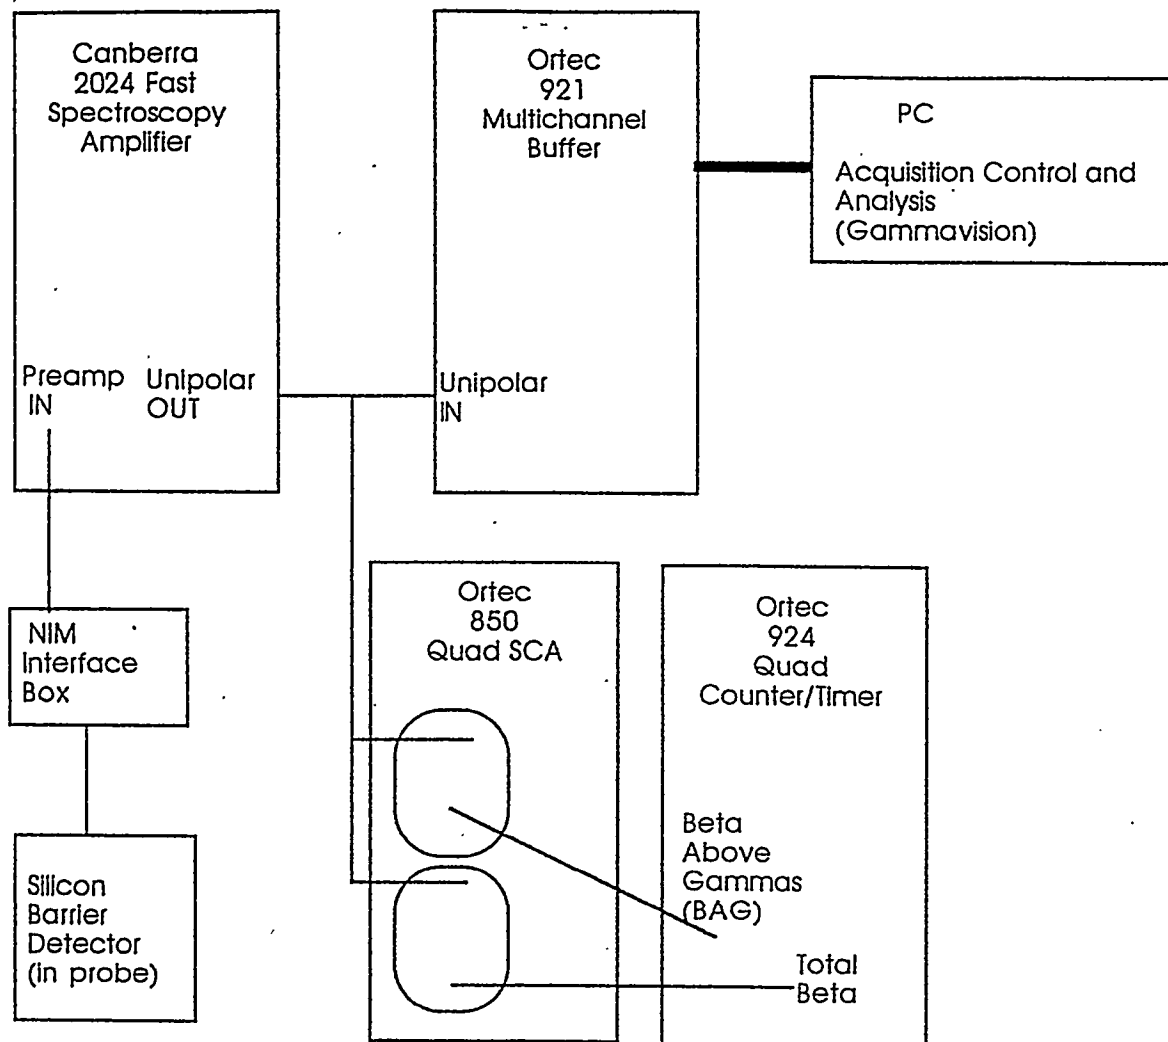 Canberra
2024 Fast
Spectroscopy
Amplifier
Preamp
IN
Unipolar
OUT
Ortec
921
Multichannel
Buffer
Unipolar
IN
PC
Acquisition Control and
Analysis
(Gammavision)
NIM
Interface
Box
Silicon
Barrier
Detector
(in probe)
Ortec
850
Quad SCA
Ortec
924
Quad
Counter/Timer
Beta
Above
Gammas
(BAG)
Total
Beta